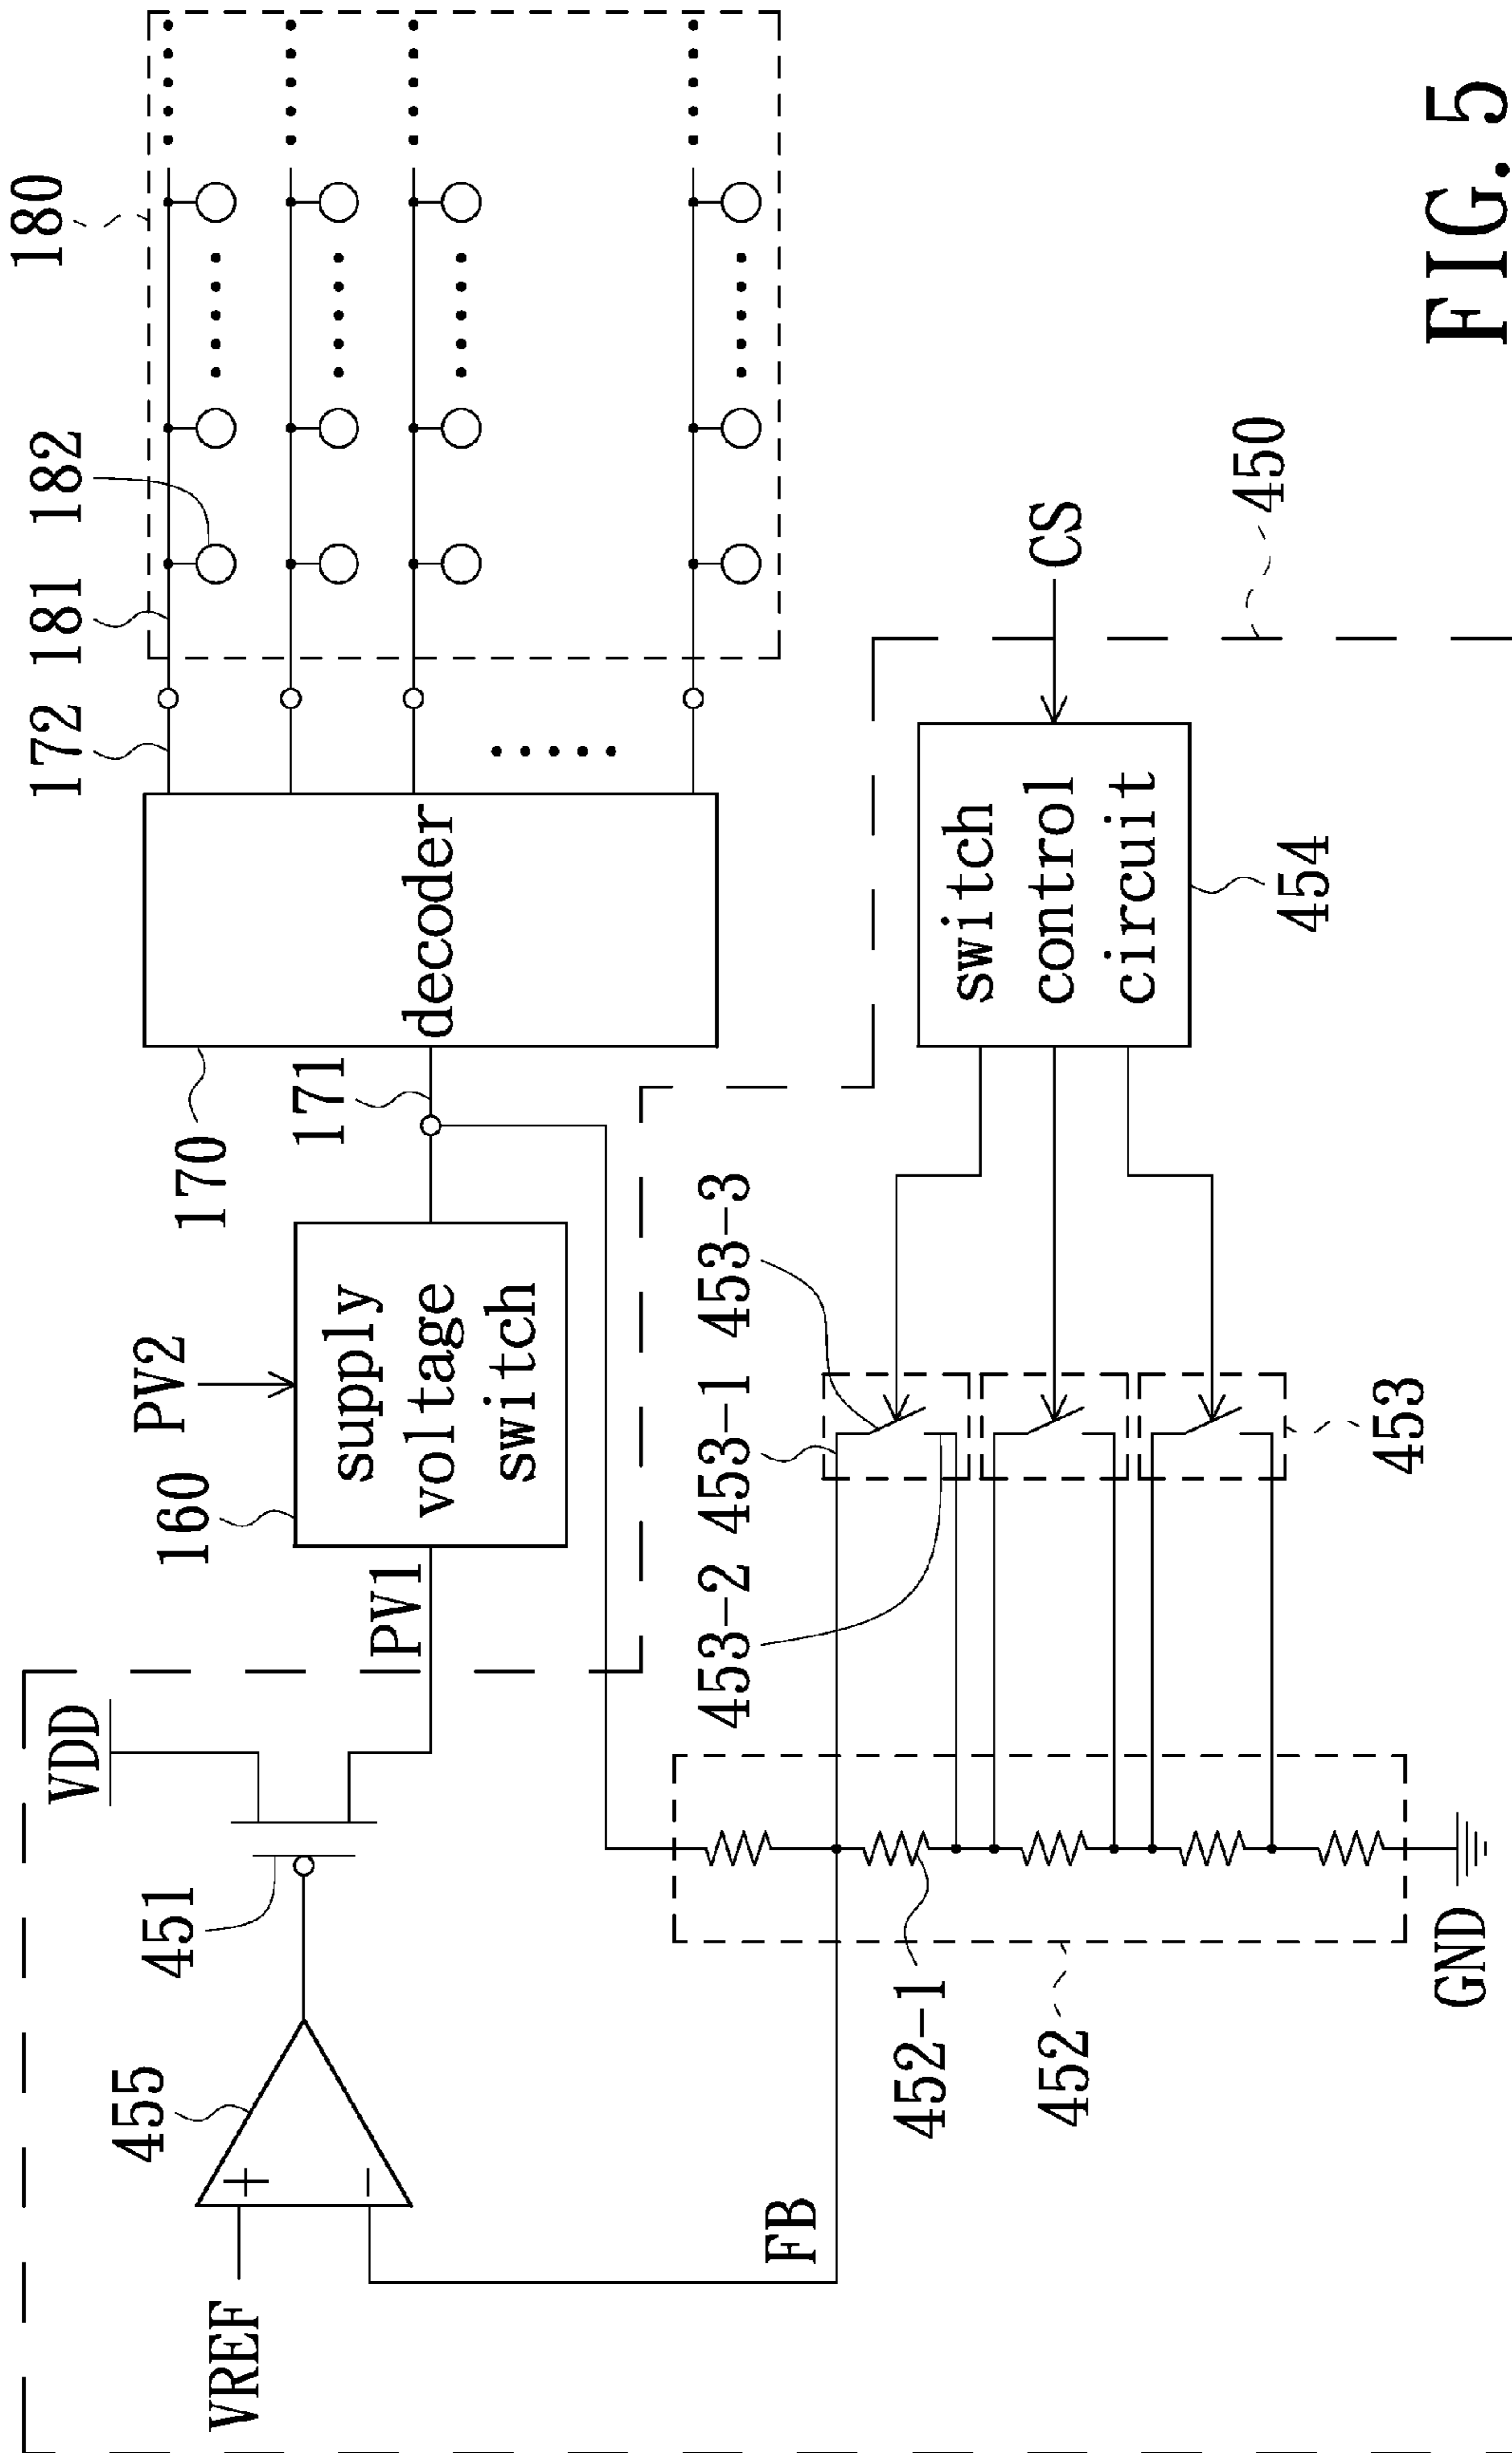 180
172 181 182
VDD
PV2
160
170
171
PV1
451
455
VREF
supply
voltage
switch
decoder
FB
453-2 453-1 453-3
CS
switch
control
circuit
450
454
453
452-1
452
GND
FIG. 5